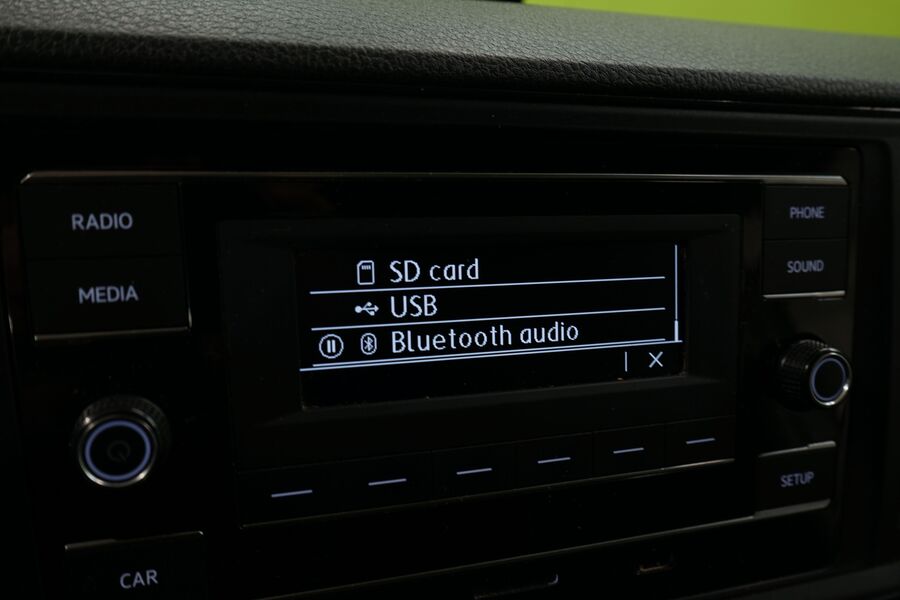 RADIO
MEDIA
SD card
USB
Bluetooth audio
X
PHONE
SOUND
SETUP
CAR